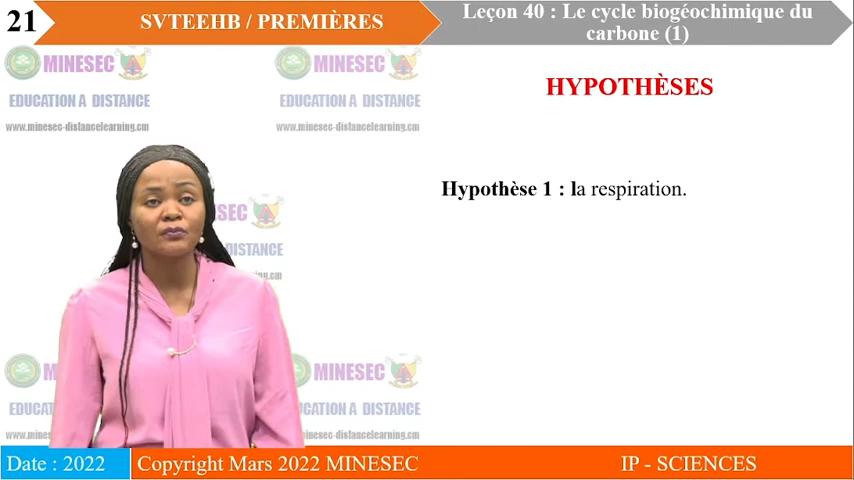 21
SVTEEHB / PREMIÈRES
Leçon 40 : Le cycle biogéochimique du
carbone (1)
MINESEC
EDUCATION A DISTANCE
www.minesec-distancelearning.cm
MINESEC
EDUCATION A DISTANCE
www.minesec-distancelearning.cm
HYPOTHÈSES
Hypothèse 1 : la respiration.
SEC
DISTANCE
MINESEC
MINESEC
Date : 2022
Copyright Mars 2022 MINESEC
IP - SCIENCES